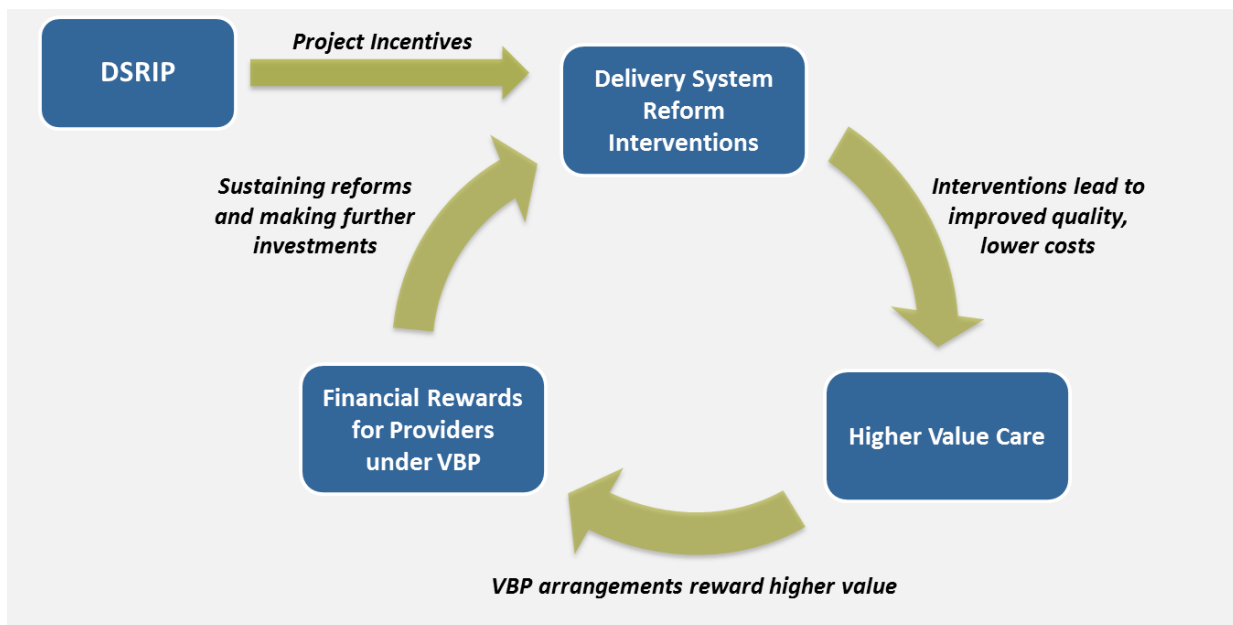 DSRIP
Project Incentives
Delivery System
Reform
Interventions
Sustaining reforms
and making further
investments
Interventions lead to
improved quality,
lower costs
Financial Rewards
for Providers
under VBP
Higher Value Care
VBP arrangements reward higher value